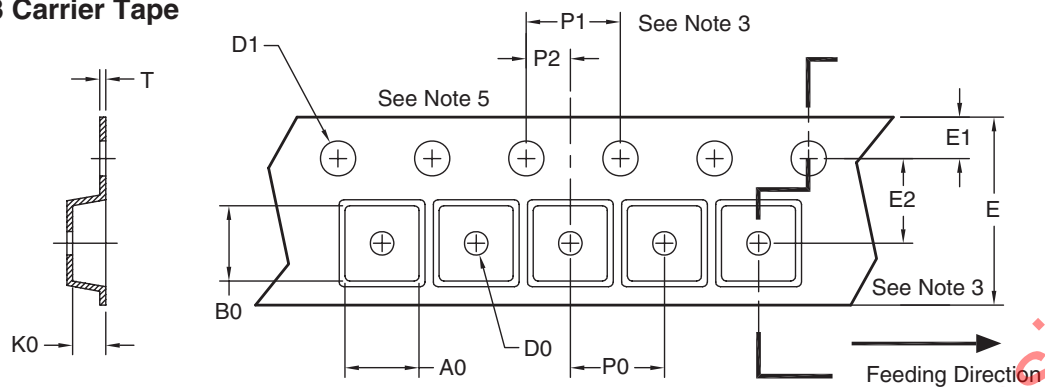 Carrier Tape
P1
See Note 3
D1
P2
T
See Note 5
E1
E2
E
B0
See Note 3
K0
D0
A0
P0
Feeding Direction